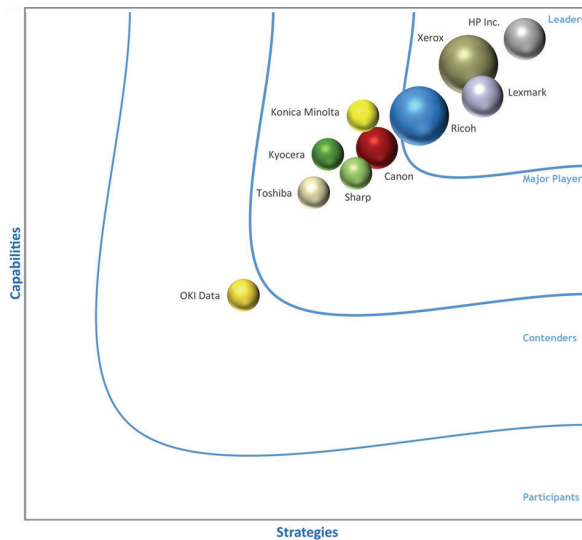 Leaders
HP Inc.
Xerox
Lexmark
Konica Minolta
Ricoh
Kyocera
Canon
Major Player
Toshiba
Sharp
Capabilities
OKI Data
Contenders
Participants
Strategies